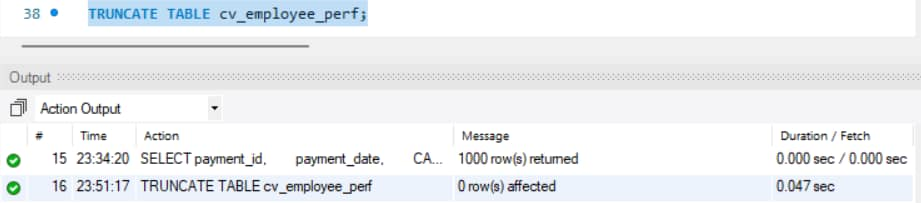 38 TRUNCATE TABLE cv_employee_perf;
Output
Action Output
# Time Action Message Duration / Fetch
15 23:34:20 SELECT payment_id, payment_date, CA... 1000 row(s) returned 0.000 sec / 0.000 sec
16 23:51:17 TRUNCATE TABLE cv_employee_perf 0 row(s) affected 0.047 sec